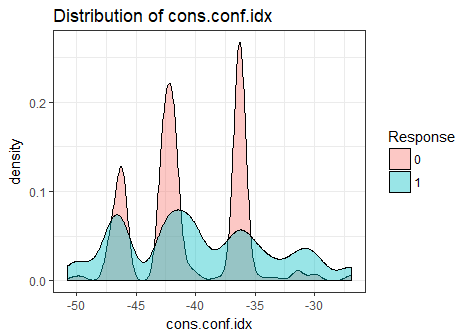 Distribution of cons.conf.idx
density
0.2
0.1
0.0
-50 -45 -40 -35 -30
cons.conf.idx
Response
0
1